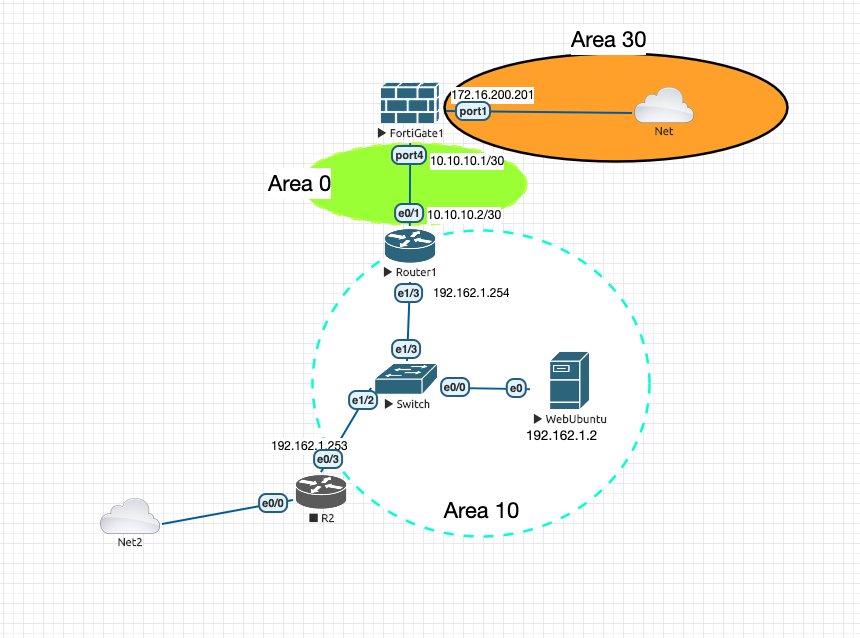 Area 30
172.16.200.201
port1
Net
FortiGate1
port4
10.10.10.1/30
Area 0
e0/1
10.10.10.2/30
Router1
e1/3
192.162.1.254
e1/3
Switch
e0/0
e0
e1/2
WebUbuntu
192.162.1.2
192.162.1.253
e0/3
e0/0
R2
Area 10
Net2